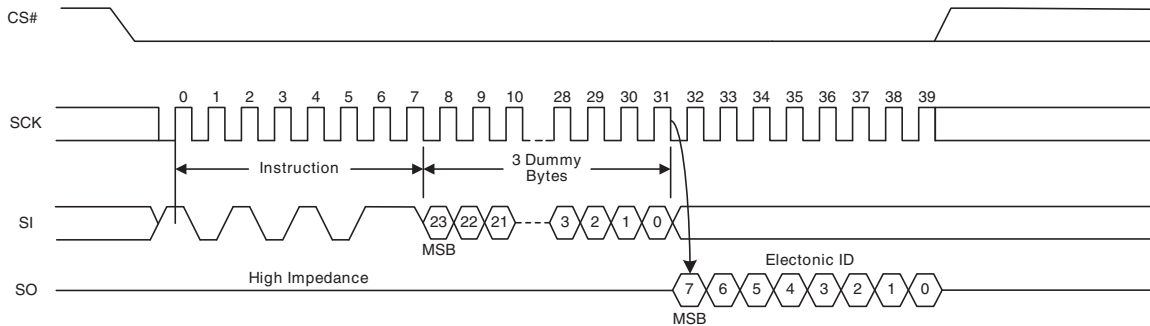 CS#
0 1 2 3 4 5 6 7 8 9 10 28 29 30 31 32 33 34 35 36 37 38 39
SCK
Instruction
3 Dummy
Bytes
SI
23 22 21 3 2 1 0
MSB
Electonic ID
High Impedance
SO
7 6 5 4 3 2 1 0
MSB